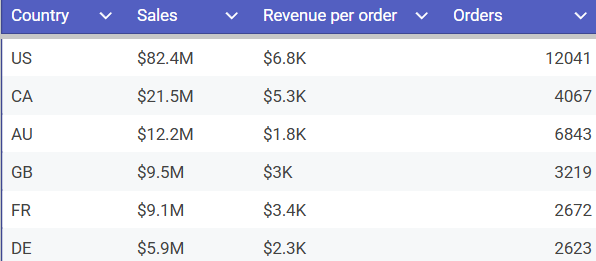 Country Sales Revenue per order Orders
US $82.4M $6.8K 12041
CA $21.5M $5.3K 4067
AU $12.2M $1.8K 6843
GB $9.5M $3K 3219
FR $9.1M $3.4K 2672
DE $5.9M $2.3K 2623